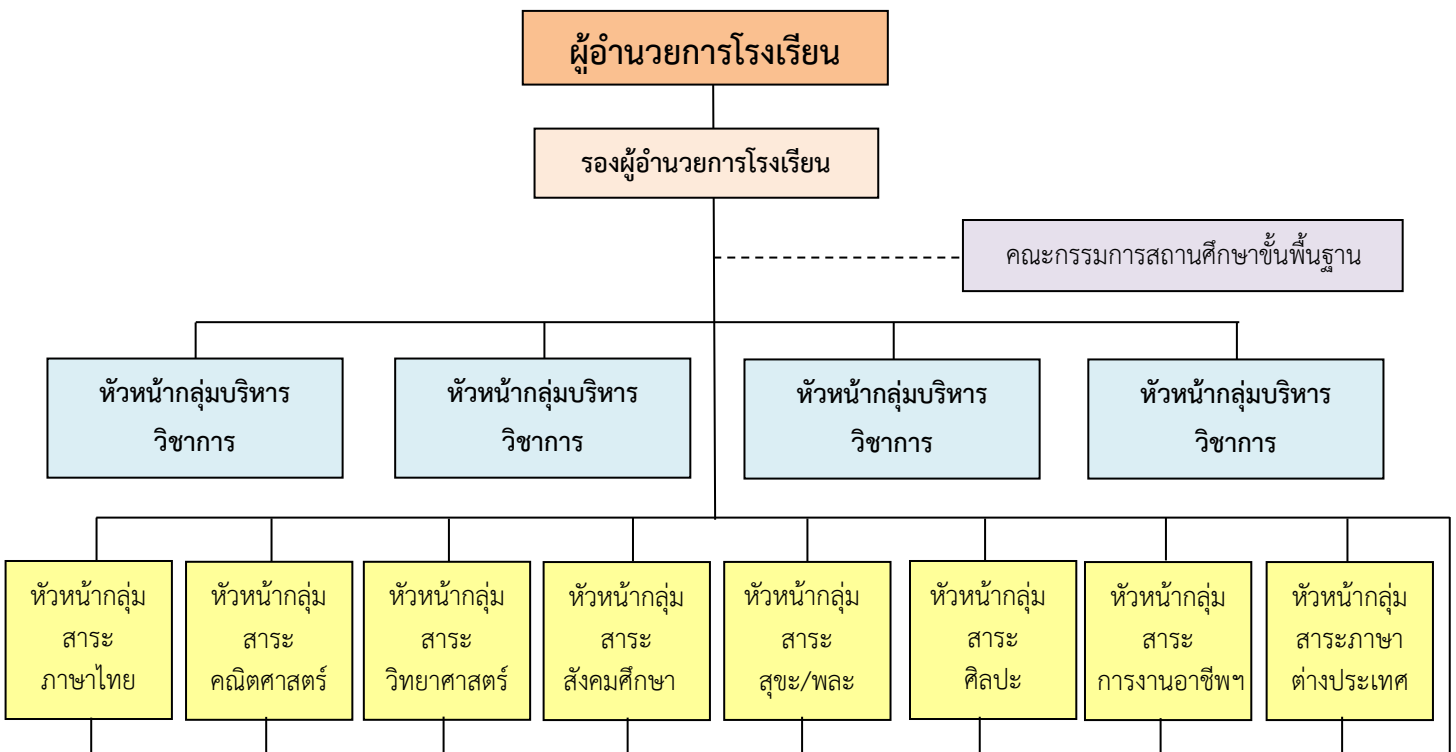 ผู้อำนวยการโรงเรียน
รองผู้อำนวยการโรงเรียน
คณะกรรมการสถานศึกษาขั้นพื้นฐาน
หัวหน้ากลุ่มบริหาร
วิชาการ
หัวหน้ากลุ่มบริหาร
วิชาการ
หัวหน้ากลุ่มบริหาร
วิชาการ
หัวหน้ากลุ่มบริหาร
วิชาการ
หัวหน้ากลุ่ม
สาระ
ภาษาไทย
หัวหน้ากลุ่ม
สาระ
คณิตศาสตร์
หัวหน้ากลุ่ม
สาระ
วิทยาศาสตร์
หัวหน้ากลุ่ม
สาระ
สังคมศึกษา
หัวหน้ากลุ่ม
สาระ
สุขะ/พละ
หัวหน้ากลุ่ม
สาระ
ศิลปะ
หัวหน้ากลุ่ม
สาระ
การงานอาชีพฯ
หัวหน้ากลุ่ม
สาระภาษา
ต่างประเทศ